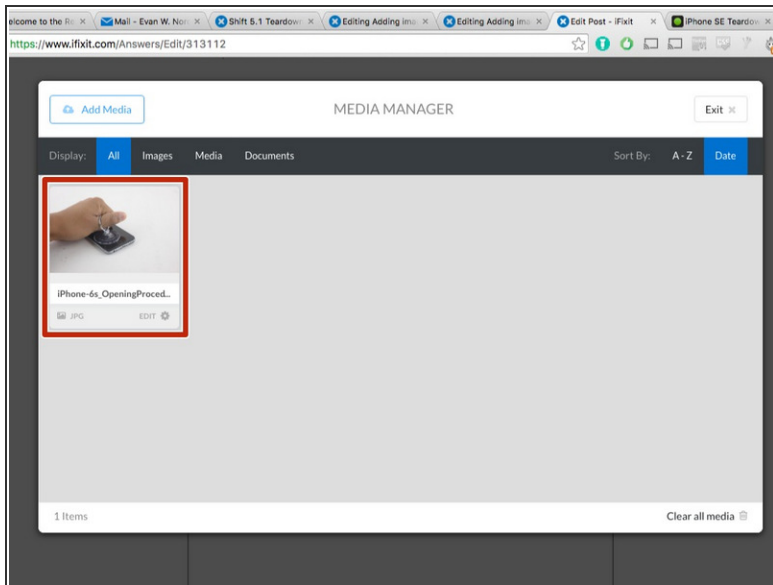 elcome to the Re Mail - Evan W. Nor Shift 5.1 Teardown Editing Adding ima Editing Adding ima Edit Post - iFixit iPhone SE Teardow
https://www.ifixit.com/Answers/Edit/313112
Add Media MEDIA MANAGER Exit ×
Display: All Images Media Documents Sort By: A - Z Date
iPhone-6s_OpeningProced...
JPG EDIT
1 Items Clear all media